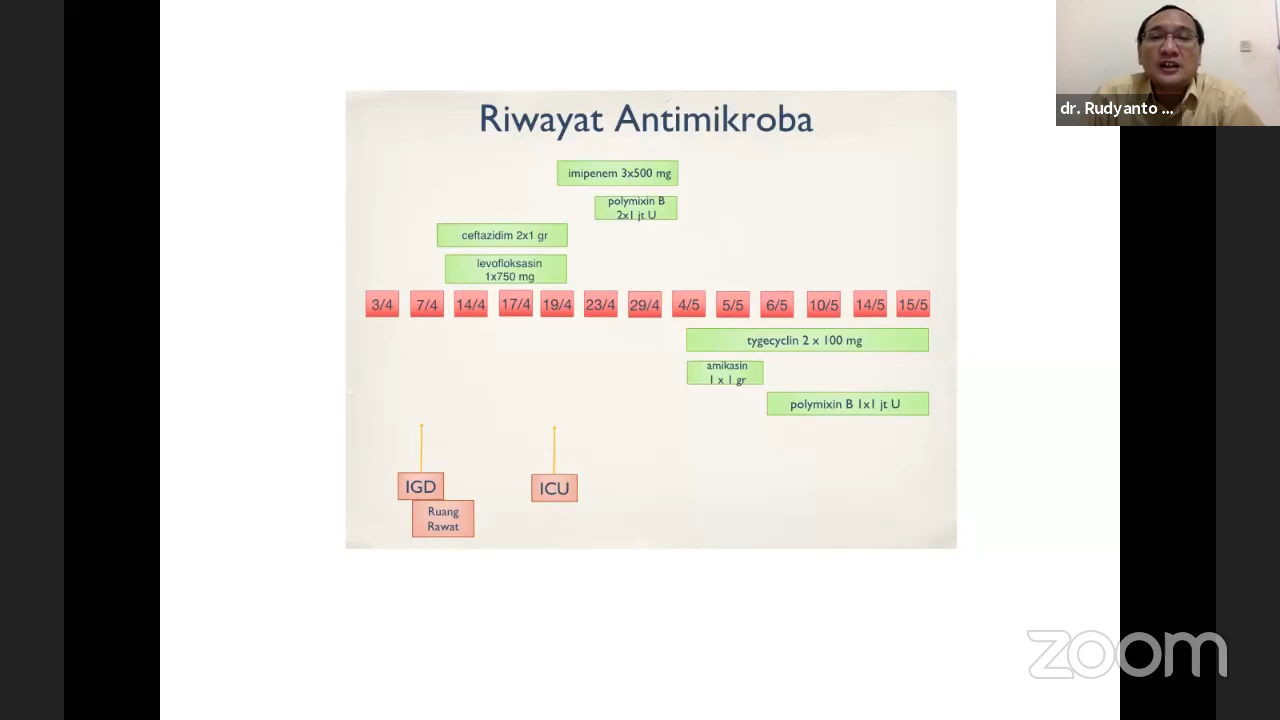 dr. Rudyanto ...
Riwayat Antimikroba
imipenem 3x500 mg
polymixin B
2x1 jt U
ceftazidim 2x1 gr
levofloksasin
1x750 mg
3/4 7/4 14/4 17/4 19/4 23/4 29/4 4/5 5/5 6/5 10/5 14/5 15/5
tygecyclin 2 x 100 mg
amikasin
1 x 1 gr
polymixin B 1x1 jt U
IGD
ICU
Ruang
Rawat
zoom